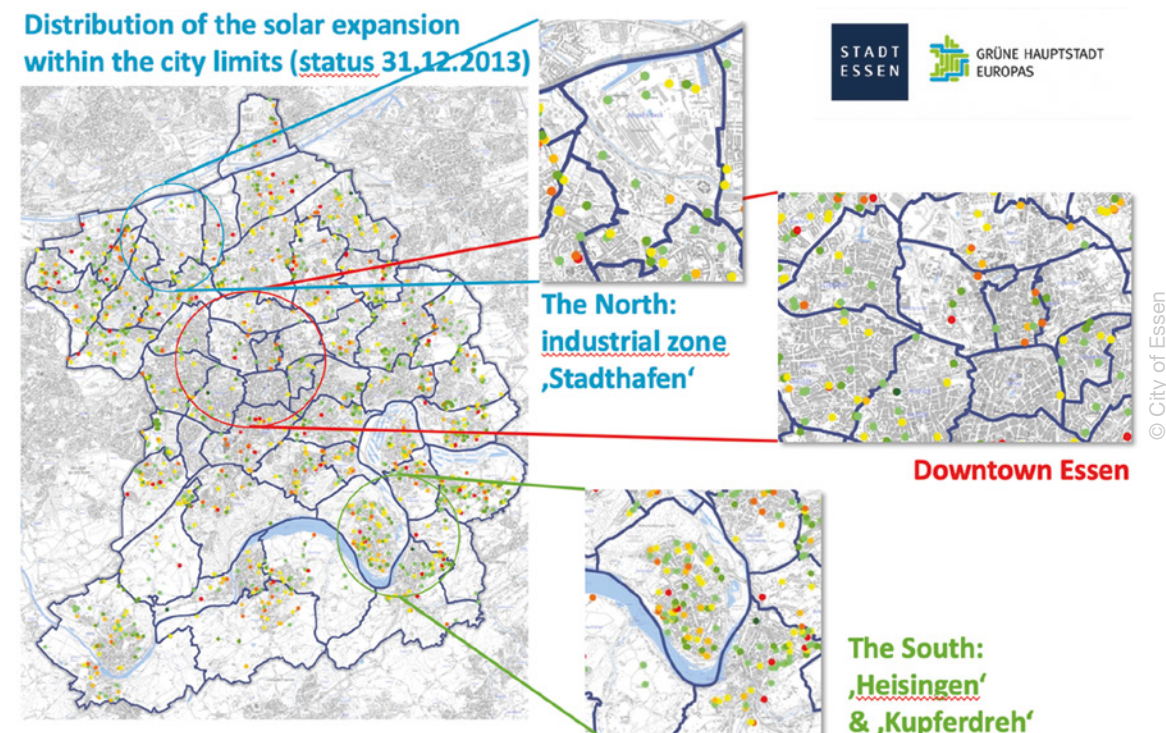 Distribution of the solar expansion
within the city limits (status 31.12.2013)
STADT
ESSEN
GRÜNE HAUPTSTADT
EUROPAS
The North:
industrial zone
‚Stadthafen‘
Downtown Essen
The South:
‚Heisingen‘
& ‚Kupferdreh‘
© City of Essen